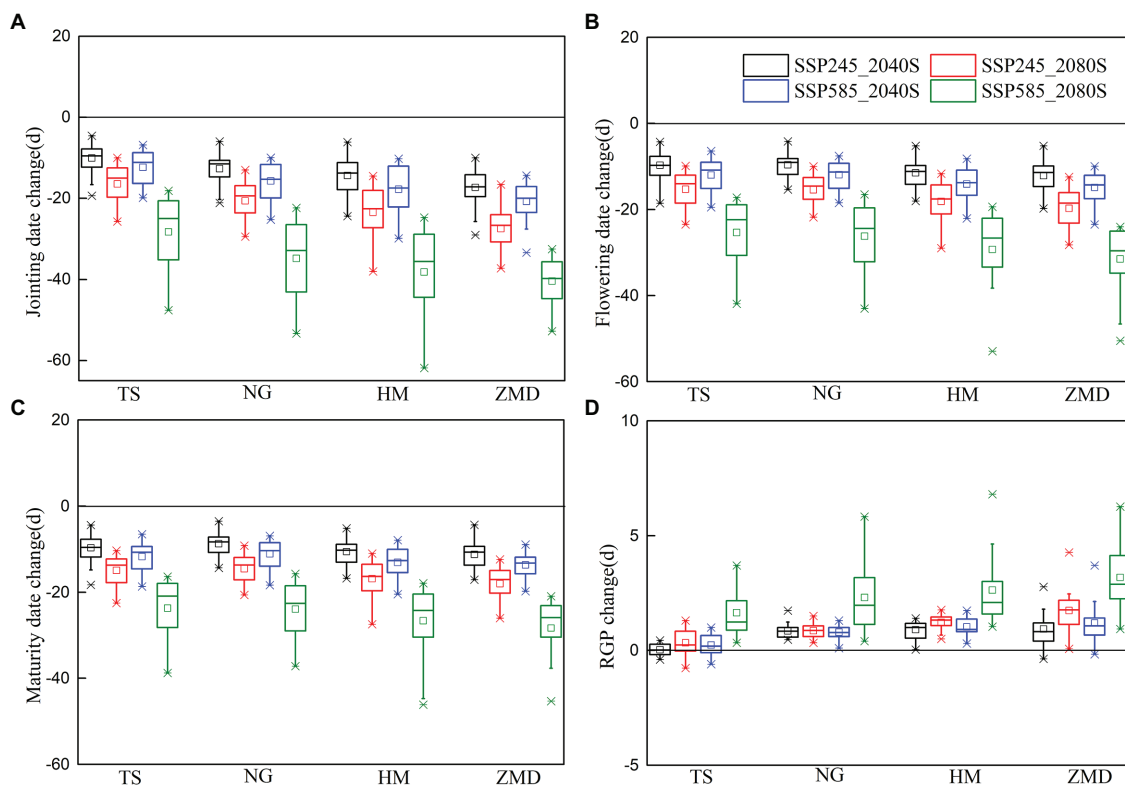 A
20
0
-20
-40
-60
Jointing date change(d)
TS NG HM ZMD
B
20
0
-20
-40
-60
Flowering date change(d)
SSP245_2040S SSP245_2080S
SSP585_2040S SSP585_2080S
TS NG HM ZMD
C
20
0
-20
-40
-60
Maturity date change(d)
TS NG HM ZMD
D
10
5
0
-5
RGP change(d)
TS NG HM ZMD